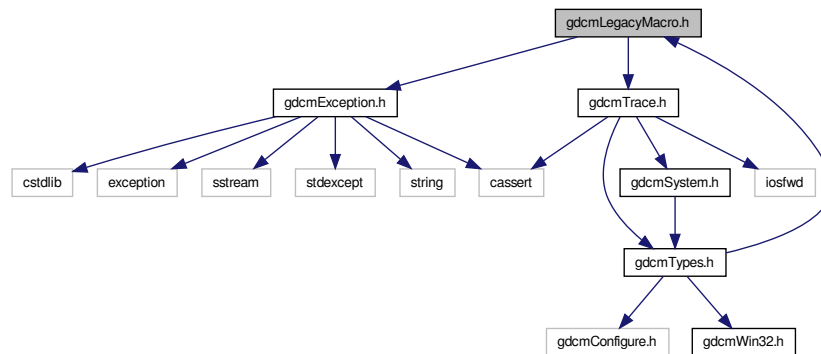 gdcmLegacyMacro.h
gdcmException.h
gdcmTrace.h
cstdlib
exception
sstream
stdexcept
string
cassert
gdcmSystem.h
iosfwd
gdcmTypes.h
gdcmConfigure.h
gdcmWin32.h